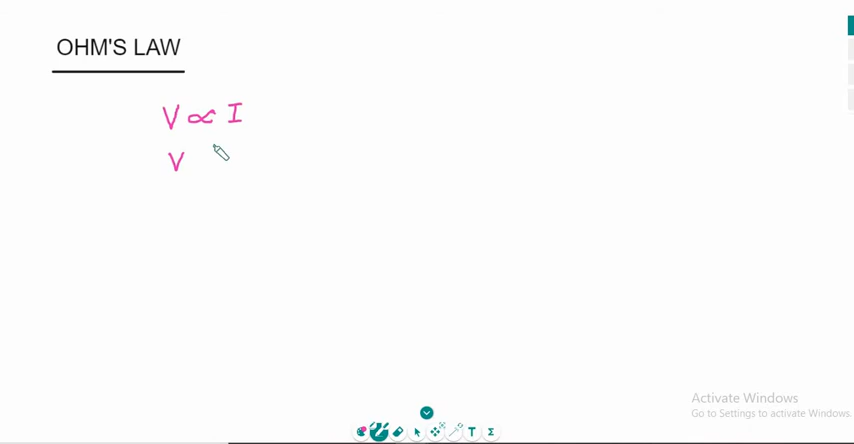 OHM'S LAW
V ∝ I
V
Activate Windows
Go to Settings to activate Windows.
T
Σ